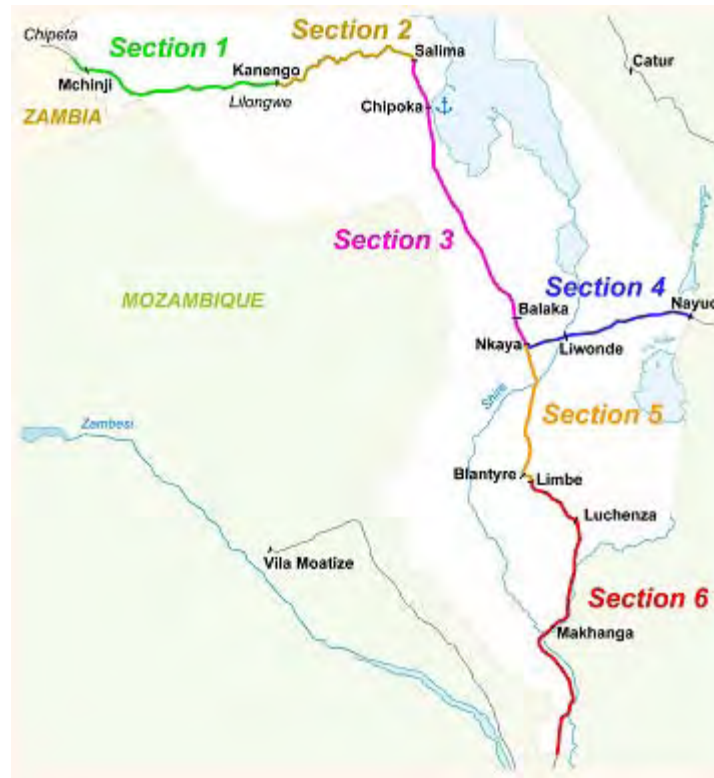 Chipeta
Section 1
Section 2
Mchinji
Kanengo
Salima
Catur
Lilongwe
Chipoka
ZAMBIA
Section 3
Section 4
MOZAMBIQUE
Balaka
Nayuc
Nkaya
Liwonde
Shire
Section 5
Zambesi
Blantyre
Limbe
Luchenza
Vila Moatize
Section 6
Makhanga